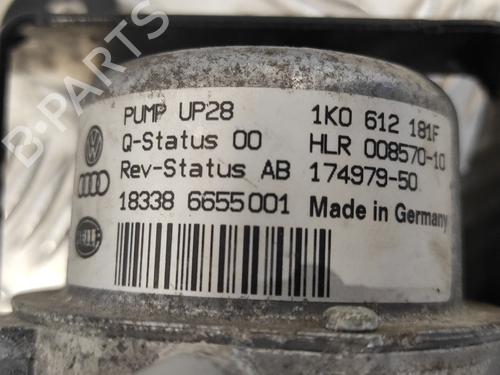 PUMP UP28 1K0 612 181F
Q-Status 00 HLR 008570-10
Rev-Status AB 174979-50
18338 6655001 Made in Germany
B-PARTS